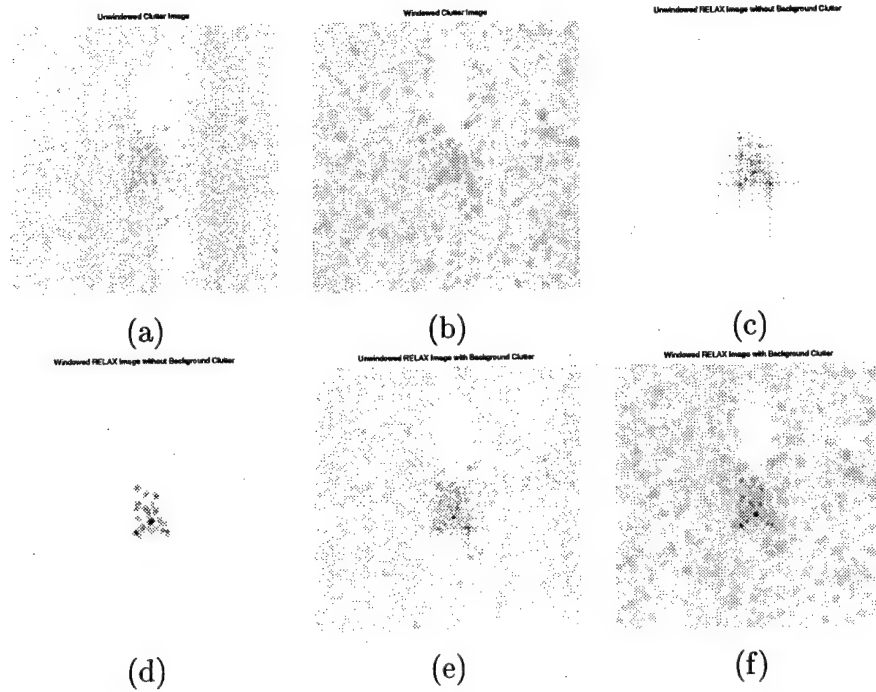 Unwindowed Clutter Image
Windowed Clutter Image
Unwindowed RELAX Image without Background Clutter
(a)
(b)
(c)
Windowed RELAX Image without Background Clutter
Unwindowed RELAX Image with Background Clutter
Windowed RELAX Image with Background Clutter
(d)
(e)
(f)